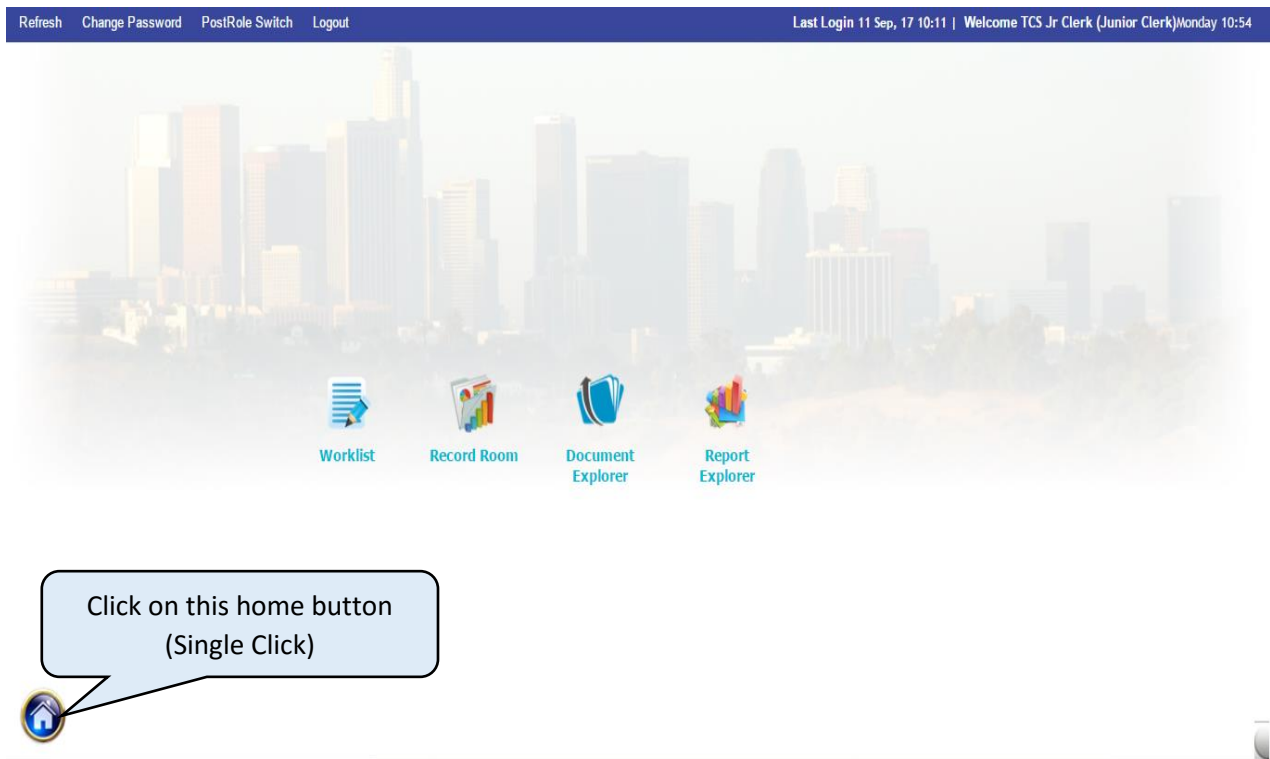 Refresh Change Password PostRole Switch Logout Last Login 11 Sep, 17 10:11 | Welcome TCS Jr Clerk (Junior Clerk)Monday 10:54
Worklist Record Room Document Report
Explorer Explorer
Click on this home button
(Single Click)